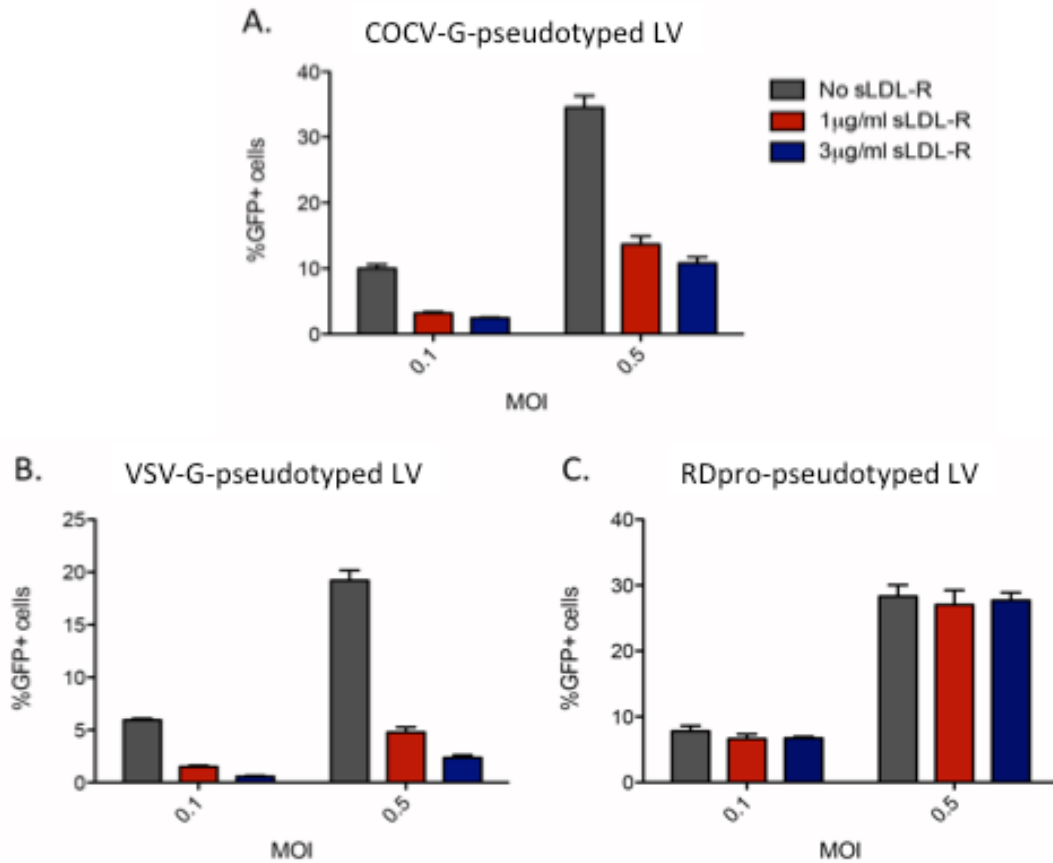 A.
COCV-G-pseudotyped LV
%GFP+ cells
40
30
20
10
0
0.1
0.5
MOI
No sLDL-R
1µg/ml sLDL-R
3µg/ml sLDL-R
B.
VSV-G-pseudotyped LV
%GFP+ cells
25
20
15
10
5
0
0.1
0.5
MOI
C.
RDpro-pseudotyped LV
%GFP+ cells
40
30
20
10
0
0.1
0.5
MOI